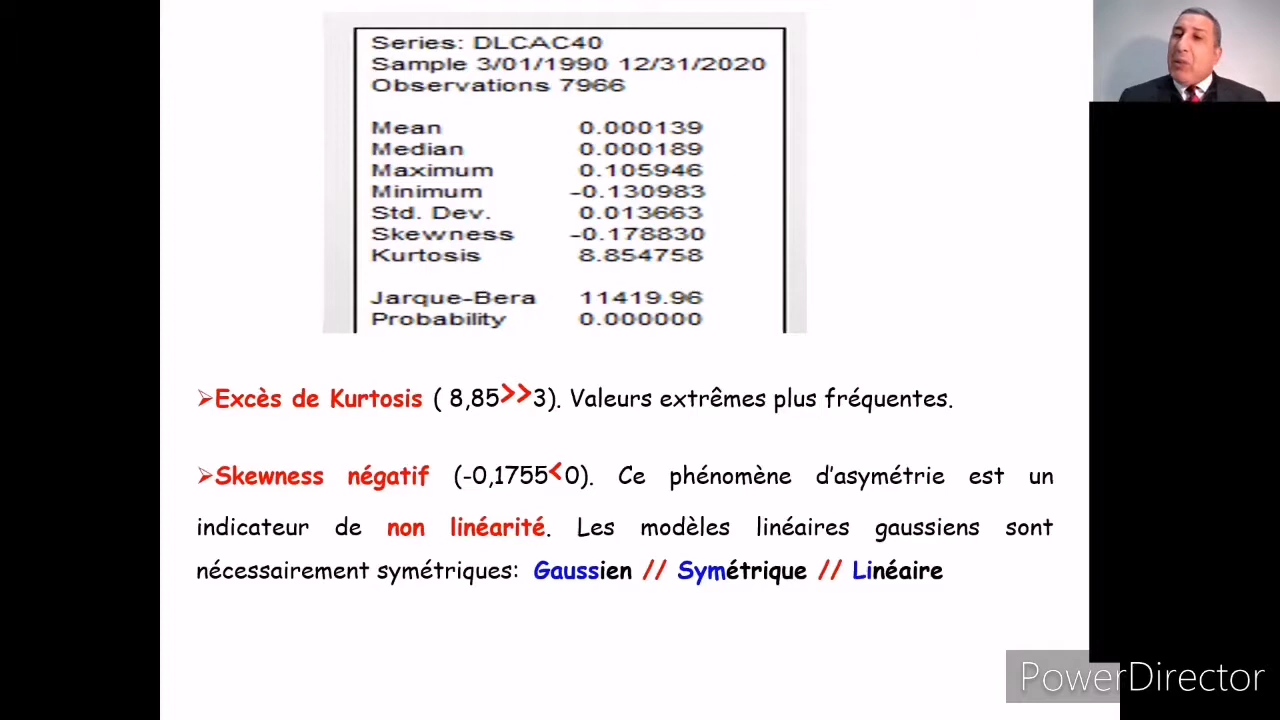 Series: DLCAC40
Sample 3/01/1990 12/31/2020
Observations 7966
Mean 0.000139
Median 0.000189
Maximum 0.105946
Minimum -0.130983
Std. Dev. 0.013663
Skewness -0.178830
Kurtosis 8.854758
Jarque-Bera 11419.96
Probability 0.000000
➢Excès de Kurtosis ( 8,85>>3). Valeurs extrêmes plus fréquentes.
➢Skewness négatif (-0,1755<0). Ce phénomène d’asymétrie est un
indicateur de non linéarité. Les modèles linéaires gaussiens sont
nécessairement symétriques: Gaussien // Symétrique // Linéaire
PowerDirector